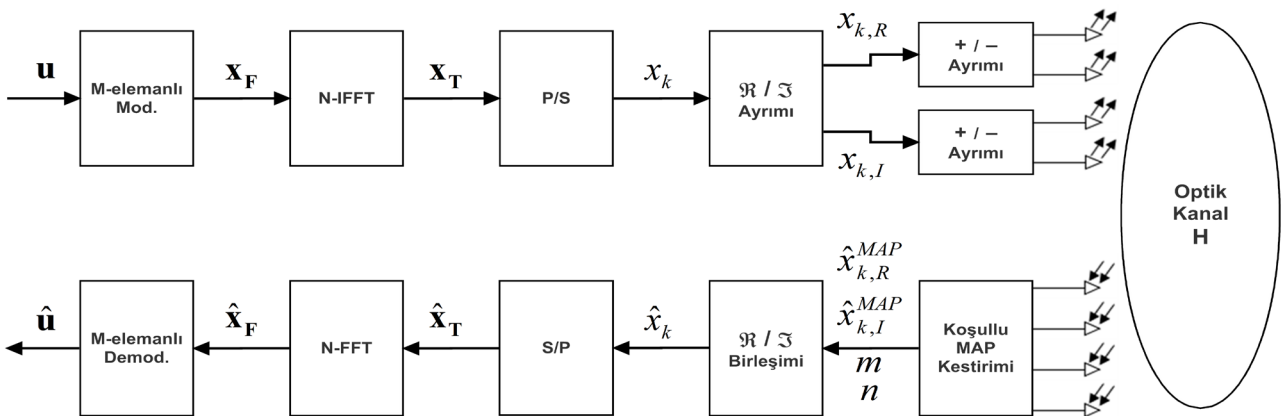 u
M-elemanlı
Mod.
x_F
N-IFFT
x_T
P/S
x_k
ℜ / ℑ
Ayrımı
x_{k,R}
x_{k,I}
+ / –
Ayrımı
+ / –
Ayrımı
Optik
Kanal
H
û
M-elemanlı
Demod.
x̂_F
N-FFT
x̂_T
S/P
x̂_k
ℜ / ℑ
Birleşimi
x̂_{k,R}^{MAP}
x̂_{k,I}^{MAP}
m
n
Koşullu
MAP
Kestirimi